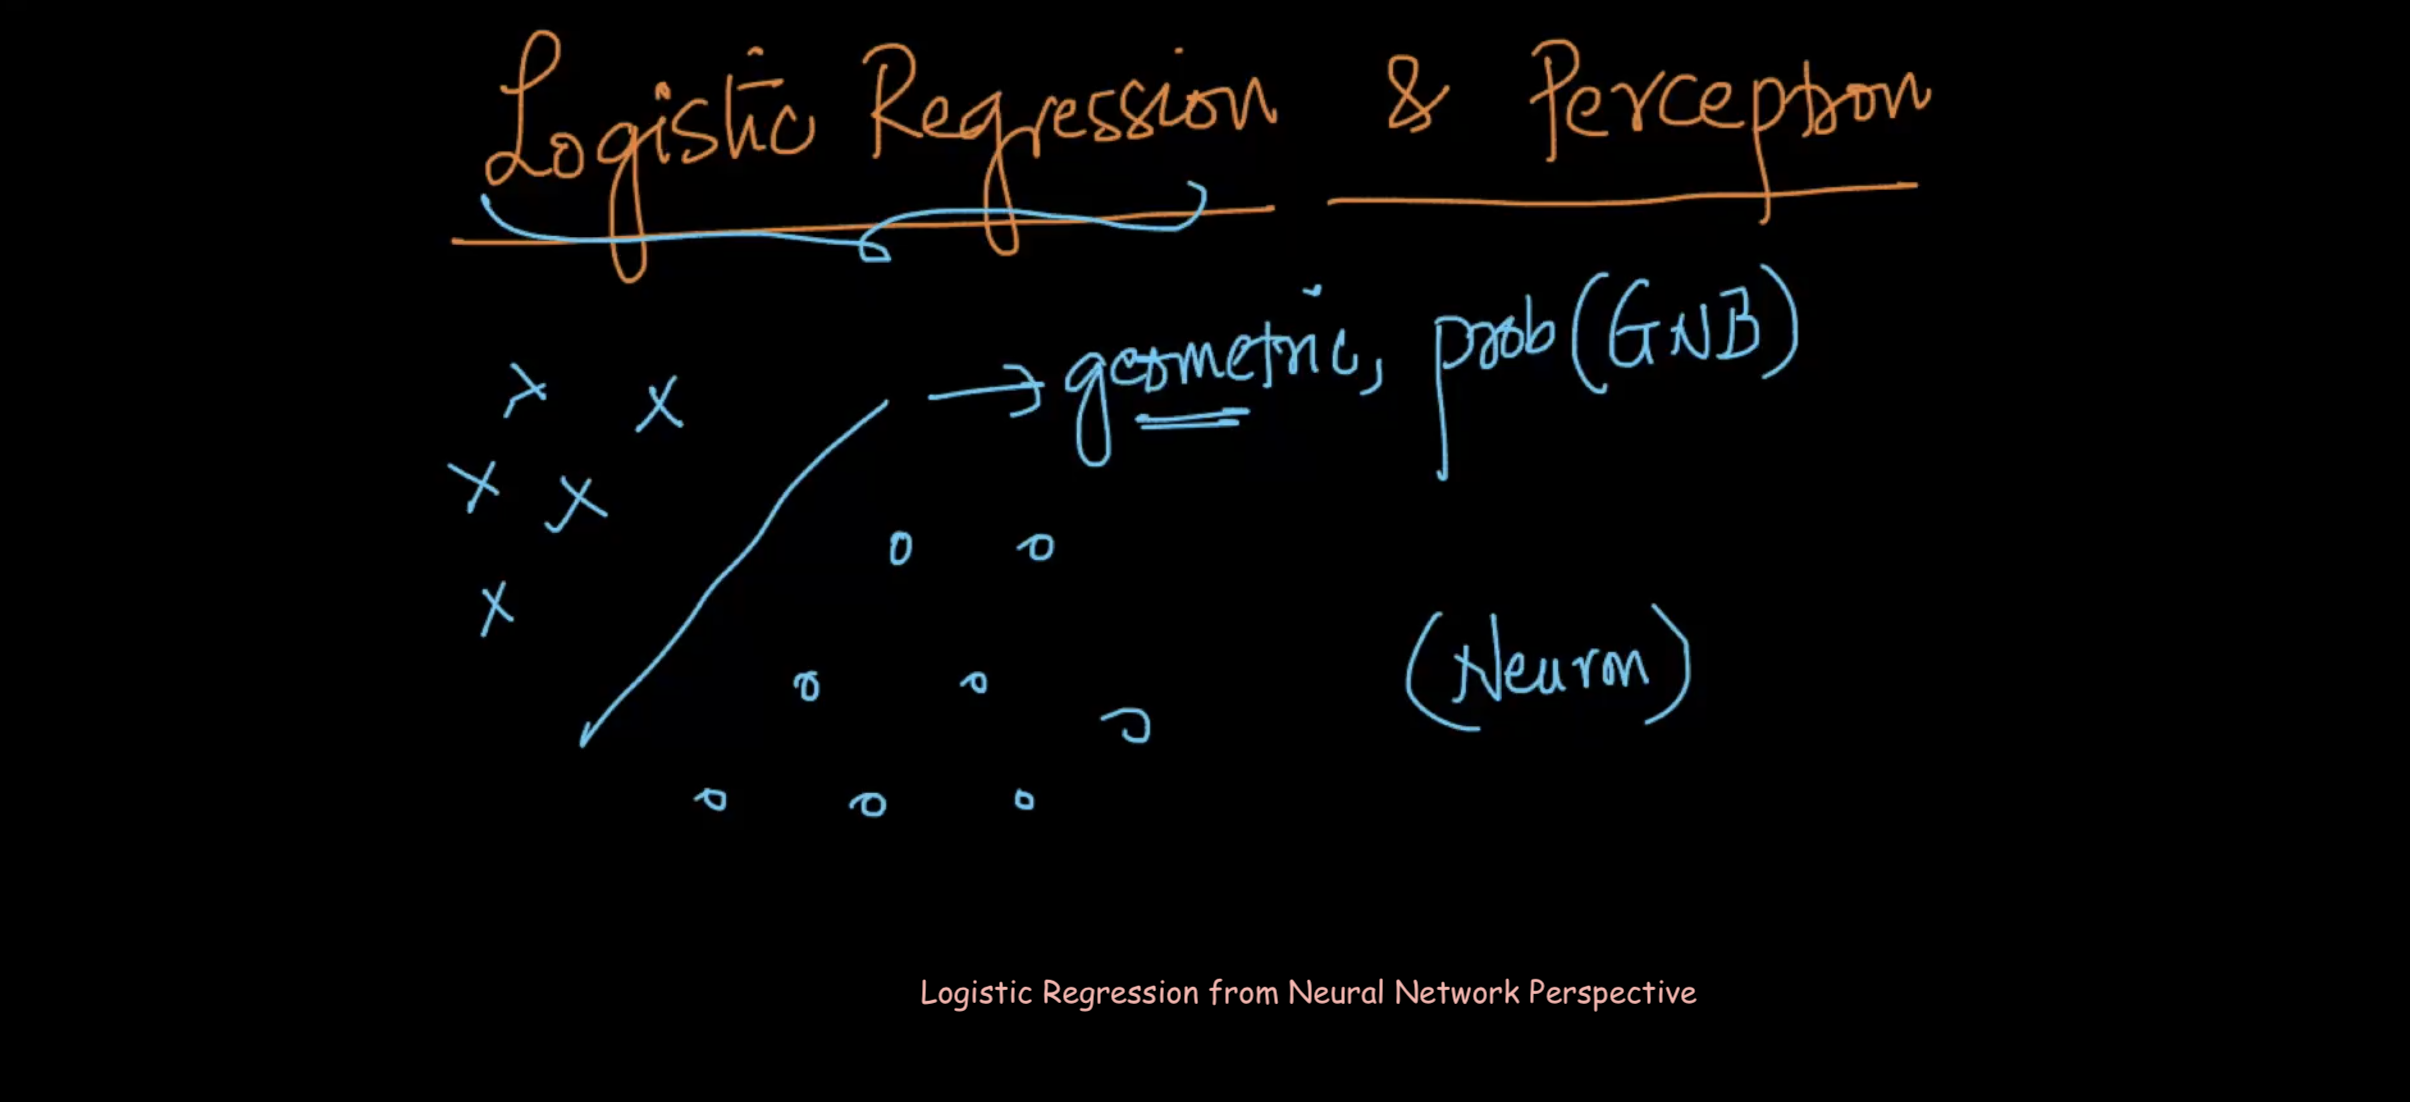 Logistic Regression & Perceptron
→ geometric, prob (GNB)
(Neuron)
Logistic Regression from Neural Network Perspective